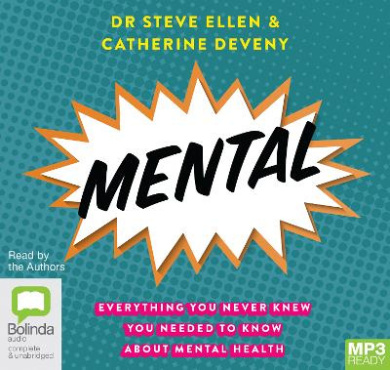 DR STEVE ELLEN &
CATHERINE DEVENY
MENTAL
Read by
the Authors
EVERYTHING YOU NEVER KNEW
YOU NEEDED TO KNOW
ABOUT MENTAL HEALTH
Bolinda
audio
complete
& unabridged
MP3
READY